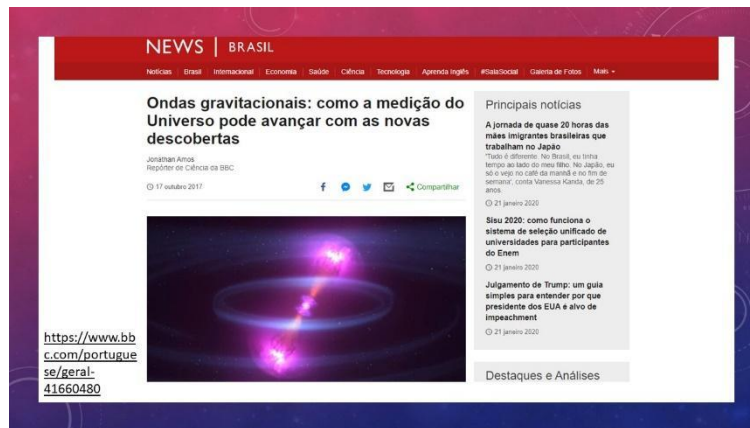 NEWS | BRASIL
Notícias Brasil Internacional Economia Saúde Ciência Tecnologia Aprenda Inglês #SalaSocial Galeria de Fotos Mais
Ondas gravitacionais: como a medição do
Universo pode avançar com as novas
descobertas
Jonathan Amos
Repórter de Ciência da BBC
17 outubro 2017
Compartilhar
Principais notícias
A jornada de quase 20 horas das
mães imigrantes brasileiras que
trabalham no Japão
'Tudo é diferente. No Brasil, eu tinha
tempo ao lado do meu filho. No Japão, eu
só o vejo no café da manhã e no fim de
semana', conta Vanessa Kanda, de 25
anos.
21 janeiro 2020
Sisu 2020: como funciona o
sistema de seleção unificado de
universidades para participantes
do Enem
21 janeiro 2020
Julgamento de Trump: um guia
simples para entender por que
presidente dos EUA é alvo de
impeachment
21 janeiro 2020
Destaques e Análises
https://www.bb
c.com/portugue
se/geral-
41660480